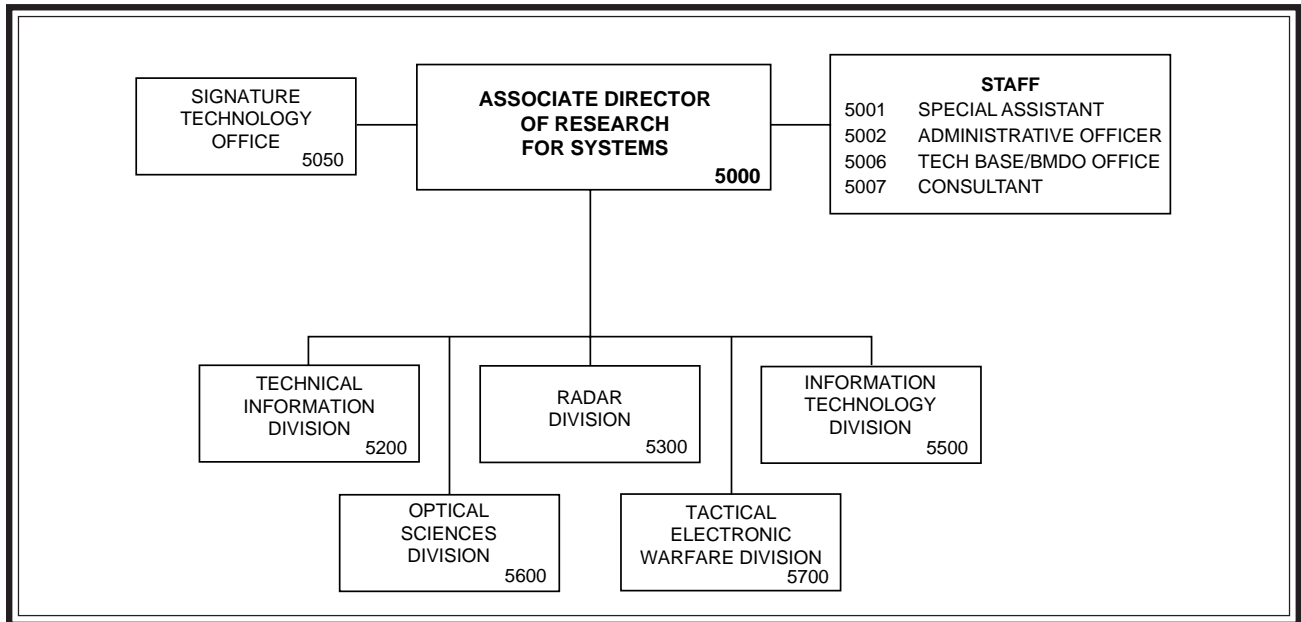 SIGNATURE
TECHNOLOGY
OFFICE
5050
ASSOCIATE DIRECTOR
OF RESEARCH
FOR SYSTEMS
5000
STAFF
5001 SPECIAL ASSISTANT
5002 ADMINISTRATIVE OFFICER
5006 TECH BASE/BMDO OFFICE
5007 CONSULTANT
TECHNICAL
INFORMATION
DIVISION
5200
RADAR
DIVISION
5300
INFORMATION
TECHNOLOGY
DIVISION
5500
OPTICAL
SCIENCES
DIVISION
5600
TACTICAL
ELECTRONIC
WARFARE DIVISION
5700